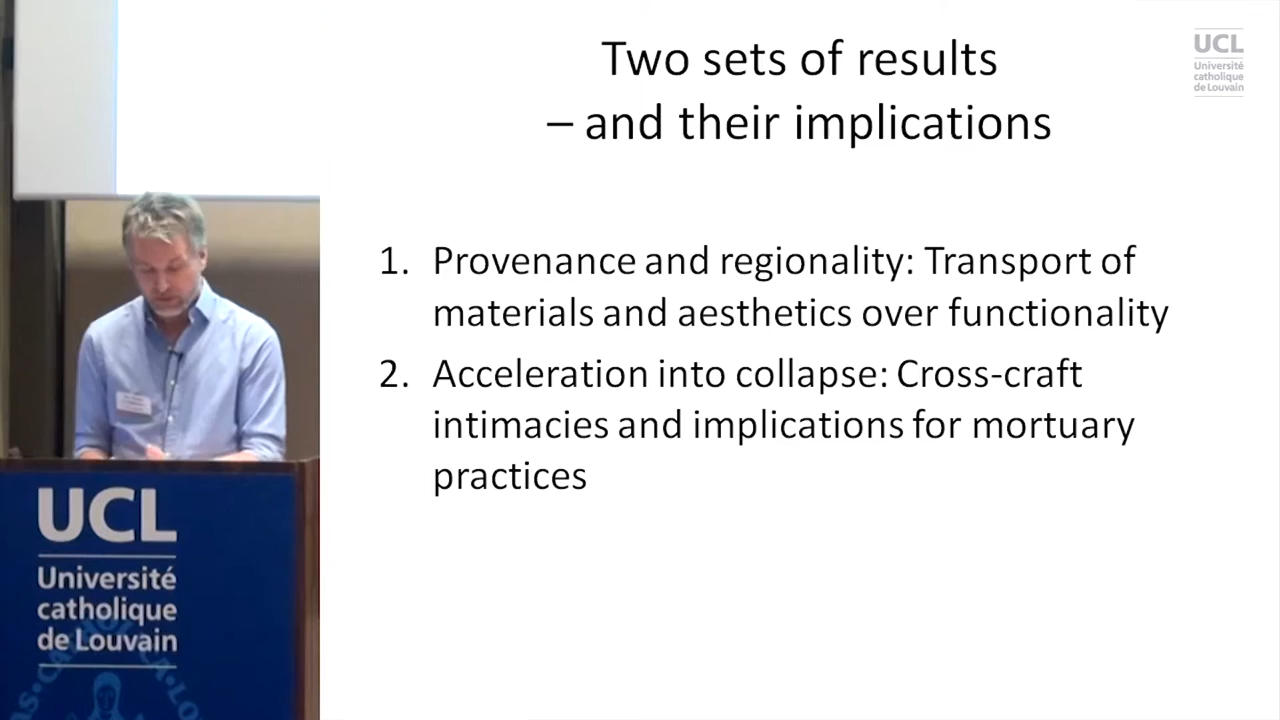 Two sets of results
– and their implications
UCL
Université
catholique
de Louvain
1. Provenance and regionality: Transport of
materials and aesthetics over functionality
2. Acceleration into collapse: Cross-craft
intimacies and implications for mortuary
practices
UCL
Université
catholique
de Louvain